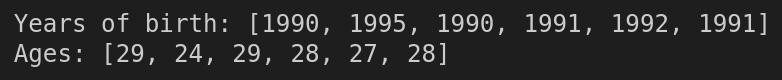 Years of birth: [1990, 1995, 1990, 1991, 1992, 1991]
Ages: [29, 24, 29, 28, 27, 28]